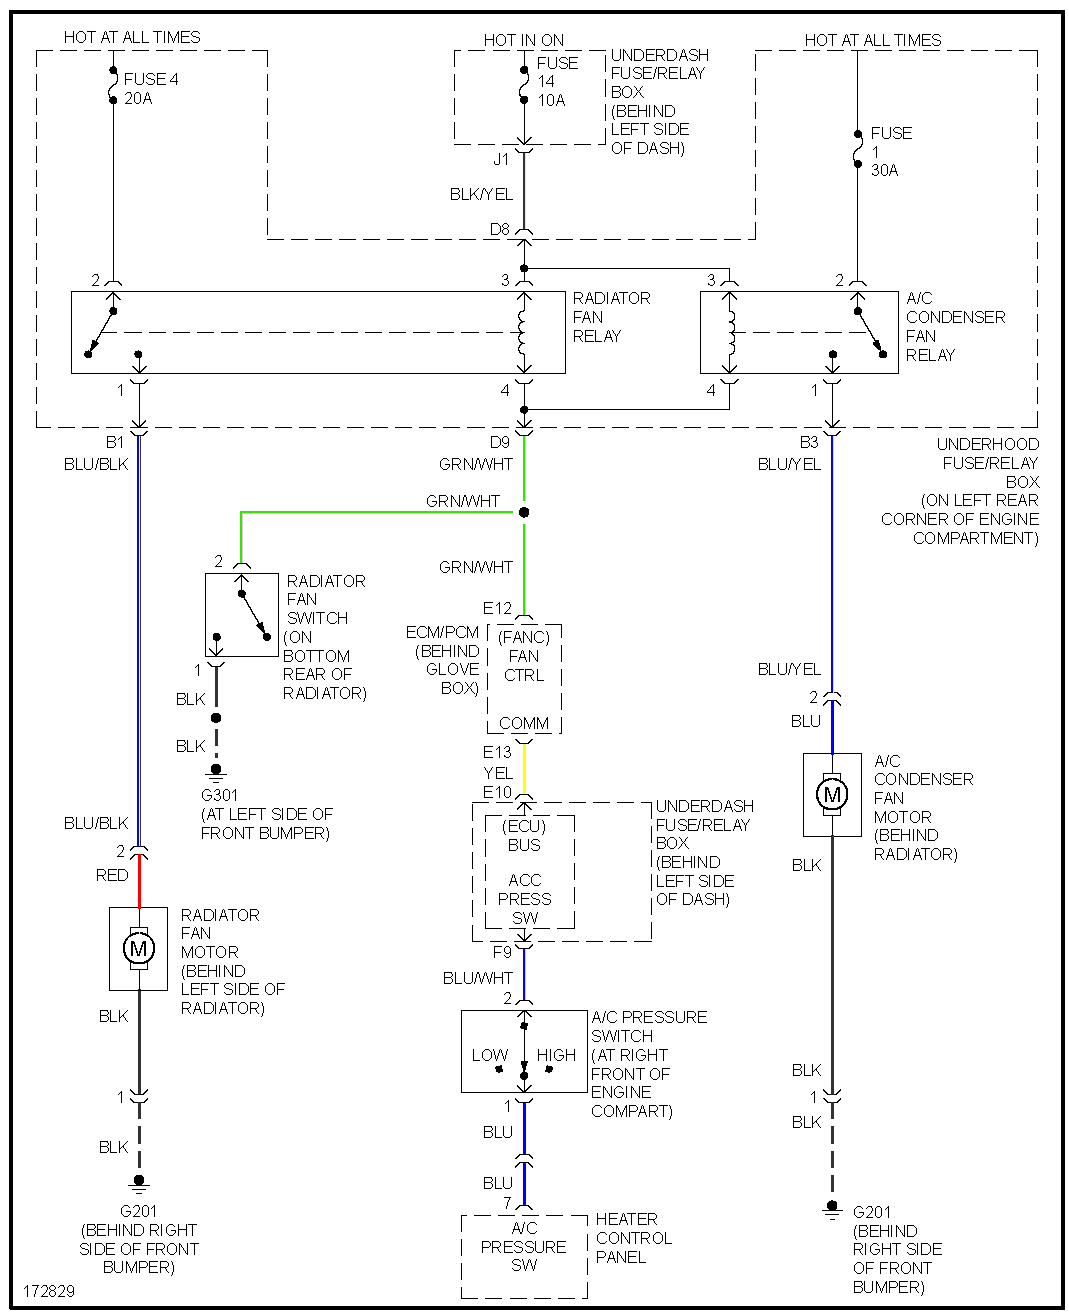 HOT AT ALL TIMES
HOT IN ON
HOT AT ALL TIMES
FUSE 4
20A
FUSE
14
10A
UNDERDASH
FUSE/RELAY
BOX
(BEHIND
LEFT SIDE
OF DASH)
FUSE
1
30A
J1
BLK/YEL
D8
2
3
3
2
RADIATOR
FAN
RELAY
A/C
CONDENSER
FAN
RELAY
1
4
4
1
B1
D9
B3
BLU/BLK
GRN/WHT
BLU/YEL
UNDERHOOD
FUSE/RELAY
BOX
(ON LEFT REAR
CORNER OF ENGINE
COMPARTMENT)
GRN/WHT
2
GRN/WHT
RADIATOR
FAN
SWITCH
(ON
BOTTOM
REAR OF
RADIATOR)
E12
ECM/PCM
(BEHIND
GLOVE
BOX)
(FANC)
FAN
CTRL
COMM
1
BLK
BLK
G301
(AT LEFT SIDE OF
FRONT BUMPER)
E13
YEL
E10
BLU/YEL
2
BLU
A/C
CONDENSER
FAN
MOTOR
(BEHIND
RADIATOR)
M
BLU/BLK
2
RED
(ECU)
BUS
ACC
PRESS
SW
UNDERDASH
FUSE/RELAY
BOX
(BEHIND
LEFT SIDE
OF DASH)
BLK
RADIATOR
FAN
MOTOR
(BEHIND
LEFT SIDE OF
RADIATOR)
M
F9
BLU/WHT
2
BLK
A/C PRESSURE
SWITCH
(AT RIGHT
FRONT OF
ENGINE
COMPART)
LOW
HIGH
BLK
1
1
1
BLK
BLU
BLK
BLU
7
G201
(BEHIND RIGHT
SIDE OF FRONT
BUMPER)
A/C
PRESSURE
SW
HEATER
CONTROL
PANEL
G201
(BEHIND
RIGHT SIDE
OF FRONT
BUMPER)
172829